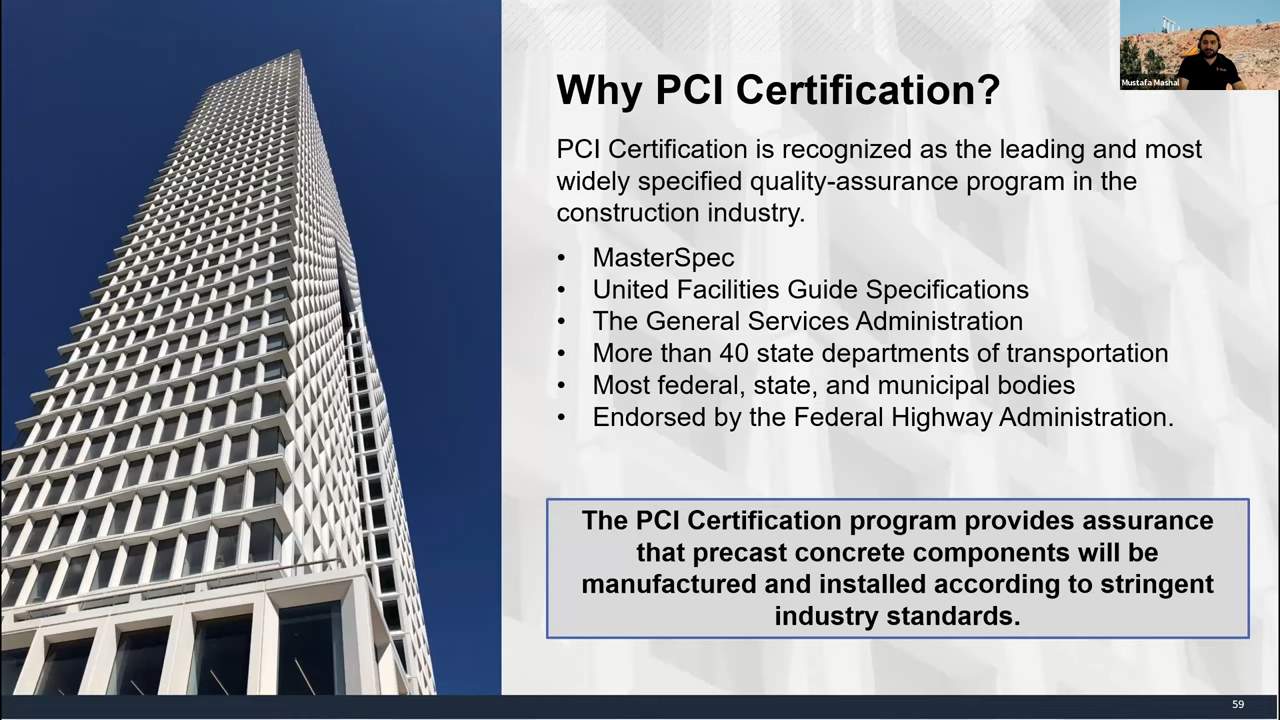 Why PCI Certification?
Mustafa Mashal
PCI Certification is recognized as the leading and most
widely specified quality-assurance program in the
construction industry.
• MasterSpec
• United Facilities Guide Specifications
• The General Services Administration
• More than 40 state departments of transportation
• Most federal, state, and municipal bodies
• Endorsed by the Federal Highway Administration.
The PCI Certification program provides assurance
that precast concrete components will be
manufactured and installed according to stringent
industry standards.
59